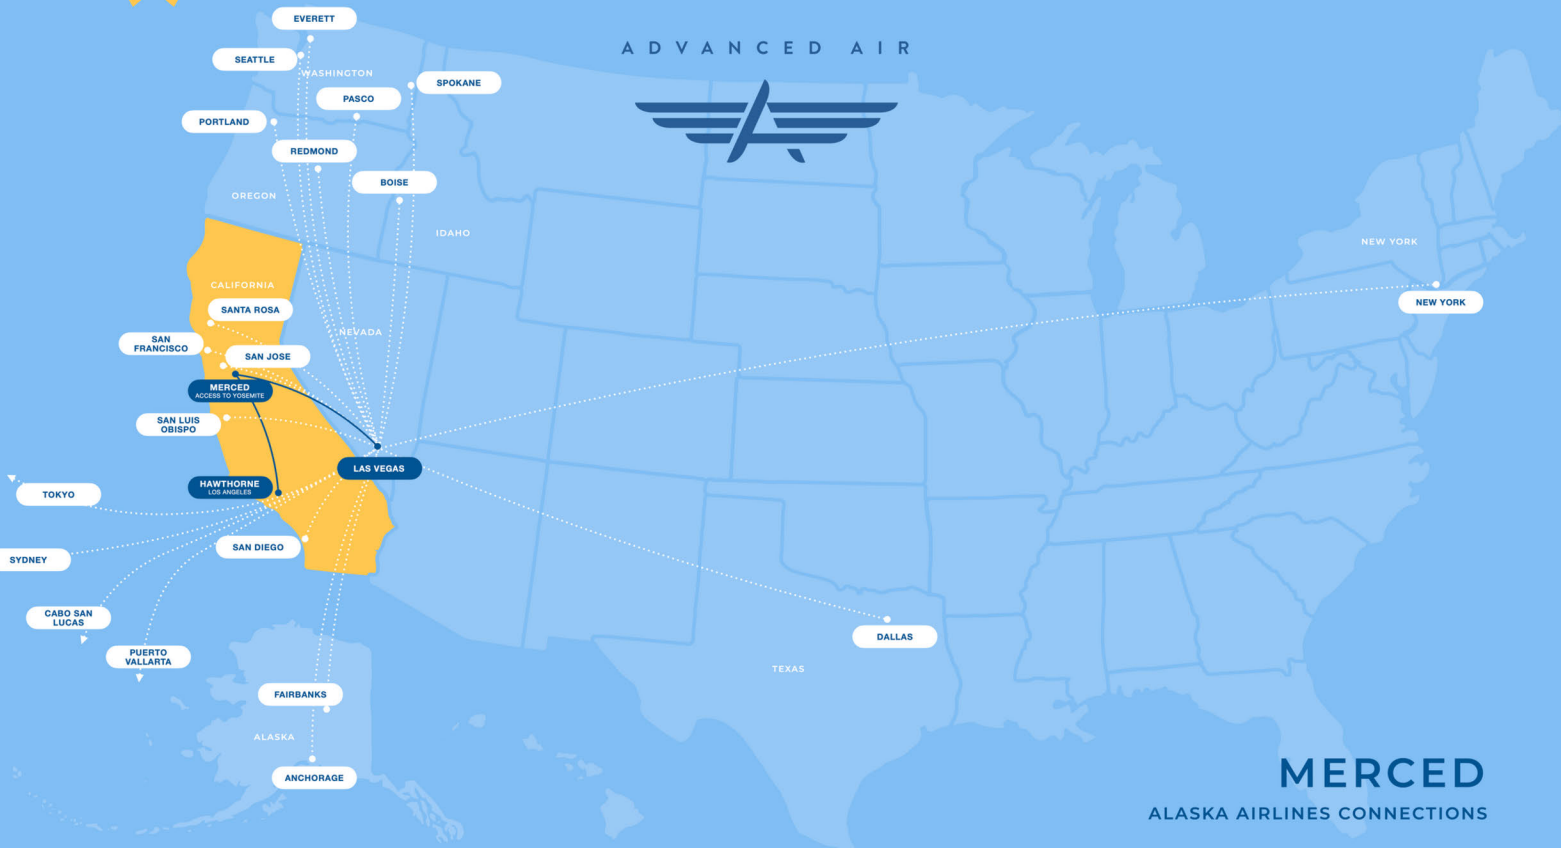 EVERETT
ADVANCED AIR
SEATTLE
WASHINGTON
SPOKANE
PASCO
PORTLAND
REDMOND
BOISE
OREGON
IDAHO
NEW YORK
CALIFORNIA
NEW YORK
SANTA ROSA
NEVADA
SAN
FRANCISCO
SAN JOSE
MERCED
ACCESS TO YOSEMITE
SAN LUIS
OBISPO
LAS VEGAS
HAWTHORNE
LOS ANGELES
TOKYO
SAN DIEGO
SYDNEY
CABO SAN
LUCAS
DALLAS
PUERTO
VALLARTA
TEXAS
FAIRBANKS
ALASKA
ANCHORAGE
MERCED
ALASKA AIRLINES CONNECTIONS